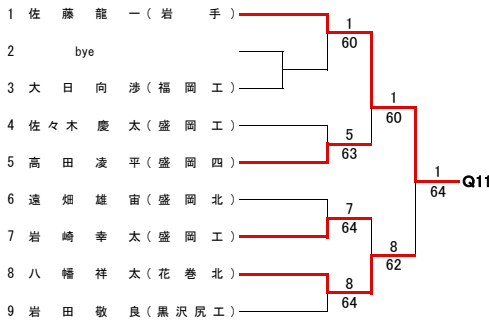 1 佐藤龍一(岩手)
2 bye
3 大日向渉(福岡工)
4 佐々木慶太(盛岡工)
5 高田凌平(盛岡四)
6 遠畑雄宙(盛岡北)
7 岩崎幸太(盛岡工)
8 八幡祥太(花巻北)
9 岩田敬良(黒沢尻工)
1
60
5
63
7
64
8
64
1
60
8
62
1
64
Q11